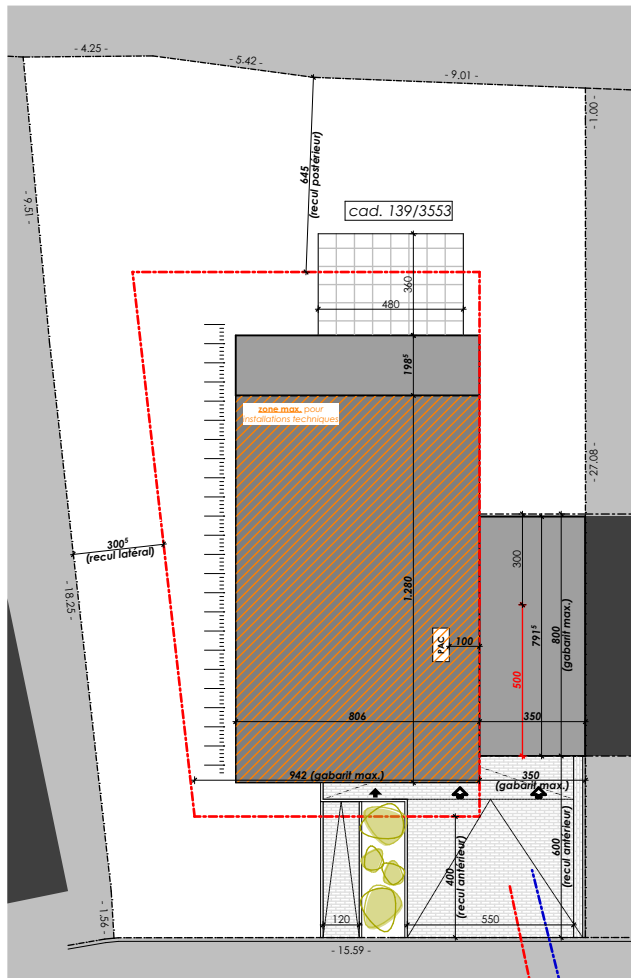 - 4.25 -
- 5.42 -
- 9.01 -
- 1.00 -
645
(recul postérieur)
cad. 139/3553
- 9.51 -
360
480
198⁵
zone max. pour
installations techniques
- 27.08 -
300⁵
(recul latéral)
- 18.25 -
1.280
300
791⁵
800
(gabarit max.)
PAC
100
500
806
350
942 (gabarit max.)
350
(gabarit max.)
400
(recul antérieur)
600
(recul antérieur)
120
550
- 1.56 -
- 15.59 -